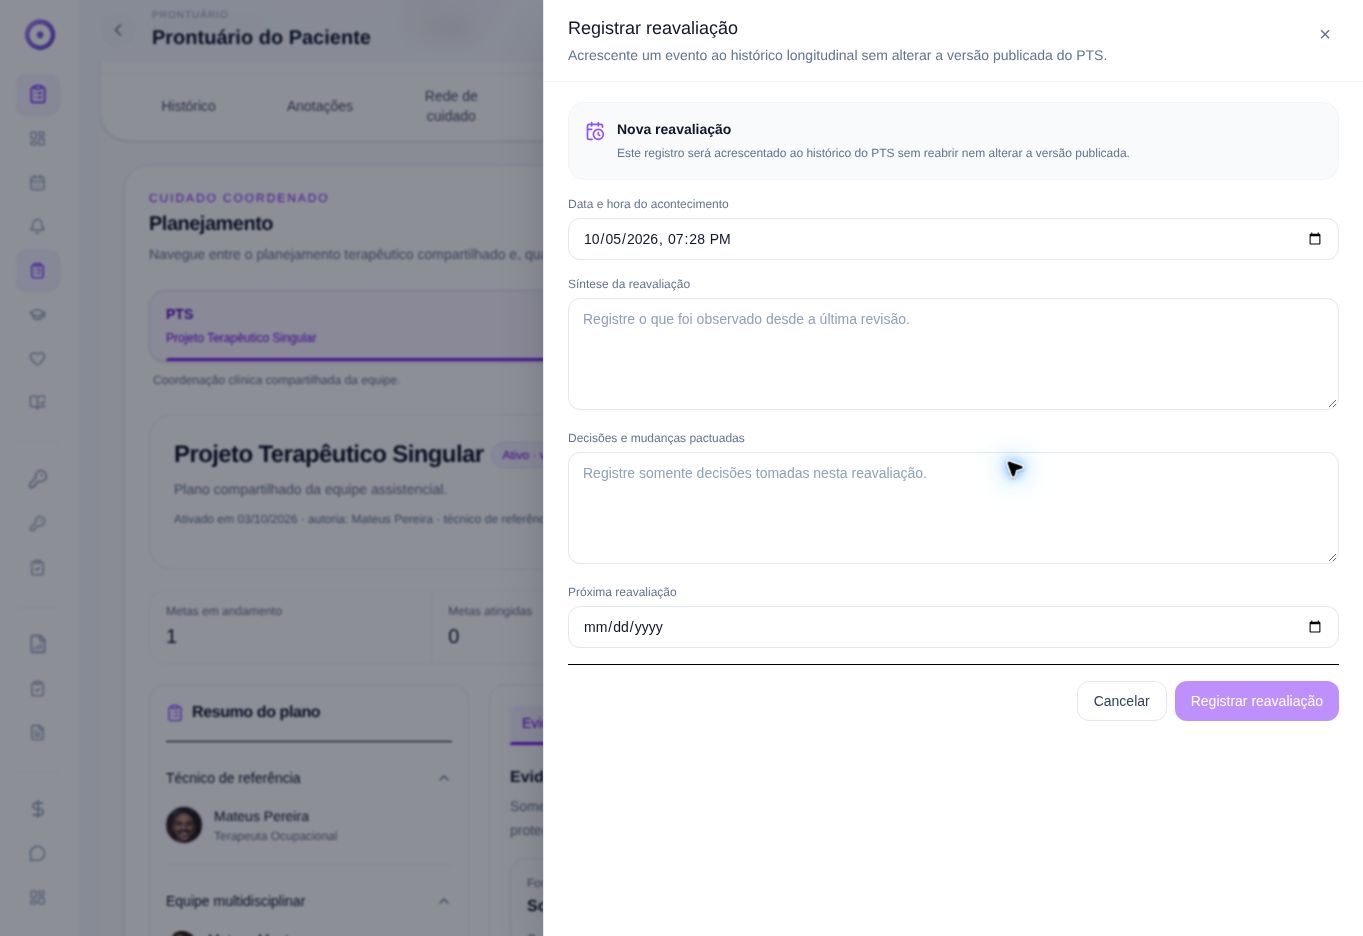 PRONTUÁRIO
Prontuário do Paciente
Histórico
Anotações
Rede de
cuidado
CUIDADO COORDENADO
Planejamento
Navegue entre o planejamento terapêutico compartilhado e,
PTS
Projeto Terapêutico Singular
Coordenação clínica compartilhada da equipe.
Projeto Terapêutico Singular
Ativo ·
Plano compartilhado da equipe assistencial.
Ativado em 03/10/2026 · autoria: Mateus Pereira · técnico de
Metas em andamento
1
Metas atingidas
0
Resumo do plano
Técnico de referência
Mateus Pereira
Terapeuta Ocupacional
Equipe multidisciplinar
Registrar reavaliação
Acrescente um evento ao histórico longitudinal sem alterar a versão publicada do PTS.
Nova reavaliação
Este registro será acrescentado ao histórico do PTS sem reabrir nem alterar a versão publicada.
Data e hora do acontecimento
10/05/2026, 07:28 PM
Síntese da reavaliação
Registre o que foi observado desde a última revisão.
Decisões e mudanças pactuadas
Registre somente decisões tomadas nesta reavaliação.
Próxima reavaliação
mm/dd/yyyy
Cancelar
Registrar reavaliação